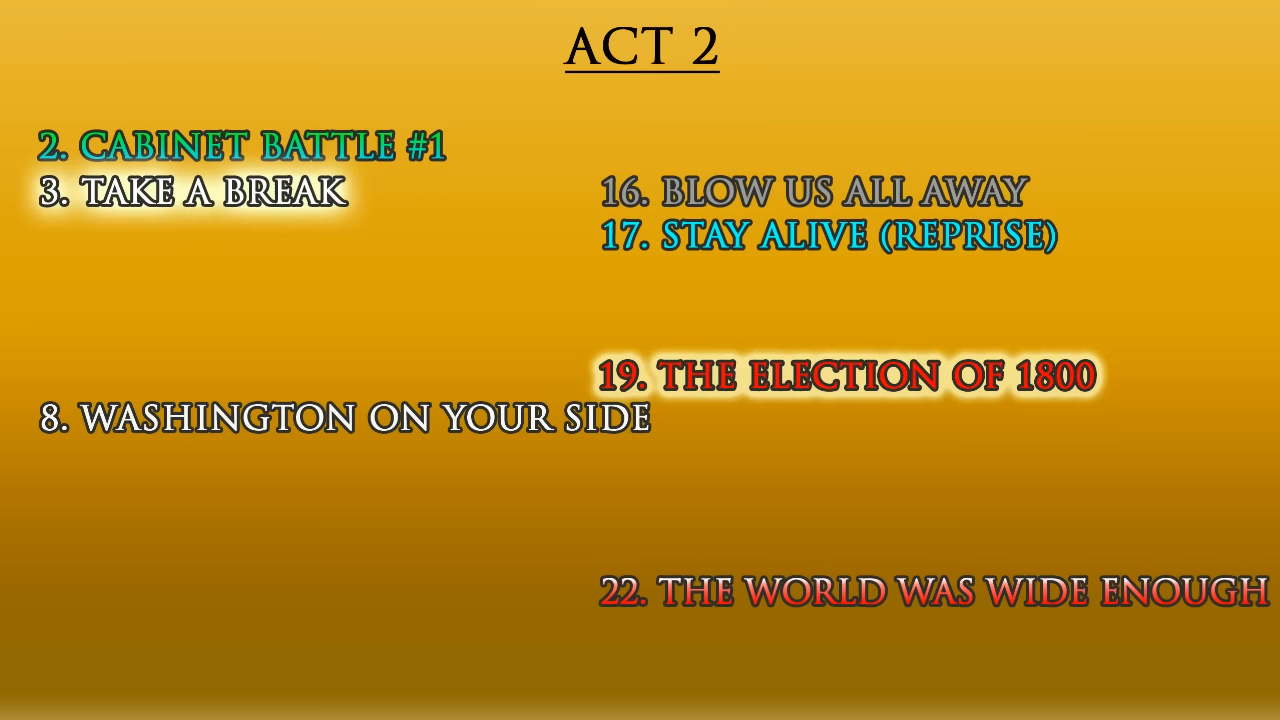 ACT 2
2. CABINET BATTLE #1
3. TAKE A BREAK
8. WASHINGTON ON YOUR SIDE
16. BLOW US ALL AWAY
17. STAY ALIVE (REPRISE)
19. THE ELECTION OF 1800
22. THE WORLD WAS WIDE ENOUGH